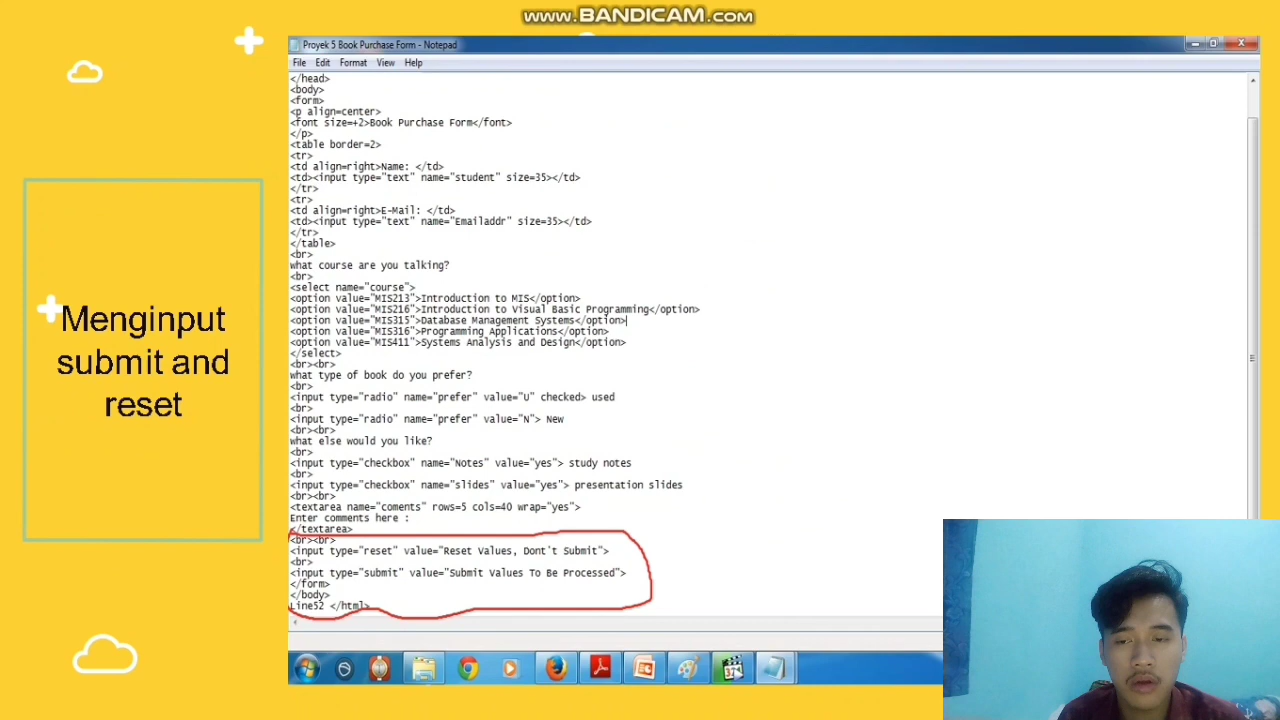 www.BANDICAM.com
Proyek 5 Book Purchase Form - Notepad
File Edit Format View Help
</head>
<body>
<form>
<p align=center>
<font size=+2>Book Purchase Form</font>
</p>
<table border=2>
<tr>
<td align=right>Name: </td>
<td><input type="text" name="student" size=35></td>
</tr>
<tr>
<td align=right>E-Mail: </td>
<td><input type="text" name="Emailaddr" size=35></td>
</tr>
</table>
<br>
what course are you talking?
<br>
<select name="course">
<option value="MIS213">Introduction to MIS</option>
<option value="MIS216">Introduction to Visual Basic Programming</option>
<option value="MIS315">Database Management Systems</option>
<option value="MIS316">Programming Applications</option>
<option value="MIS411">Systems Analysis and Design</option>
</select>
<br><br>
what type of book do you prefer?
<br>
<input type="radio" name="prefer" value="U" checked> used
<br>
<input type="radio" name="prefer" value="N"> New
<br><br>
what else would you like?
<br>
<input type="checkbox" name="Notes" value="yes"> study notes
<br>
<input type="checkbox" name="slides" value="yes"> presentation slides
<br><br>
<textarea name="coments" rows=5 cols=40 wrap="yes">
Enter comments here :
</textarea>
<br><br>
<input type="reset" value="Reset Values, Dont't Submit">
<br>
<input type="submit" value="Submit Values To Be Processed">
</form>
</body>
Line52 </html>
Menginput
submit and
reset